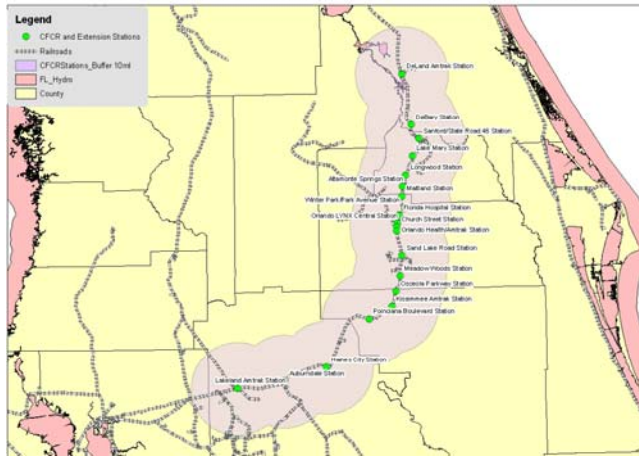 Legend
CFCR and Extension Stations
Railroads
CFCRStations_Buffer 10ml
FL_Hydro
County
DeLand Amtrak Station
DeBary Station
Sanford/State Road 46 Station
Lake Mary Station
Longwood Station
Altamonte Springs Station
Maitland Station
Winter Park/Park Avenue Station
Florida Hospital Station
Orlando LYNX Central Station
Church Street Station
Orlando Health/Amtrak Station
Sand Lake Road Station
Meadow Woods Station
Osceola Parkway Station
Kissimmee Amtrak Station
Poinciana Boulevard Station
Haines City Station
Auburndale Station
Lakeland Amtrak Station